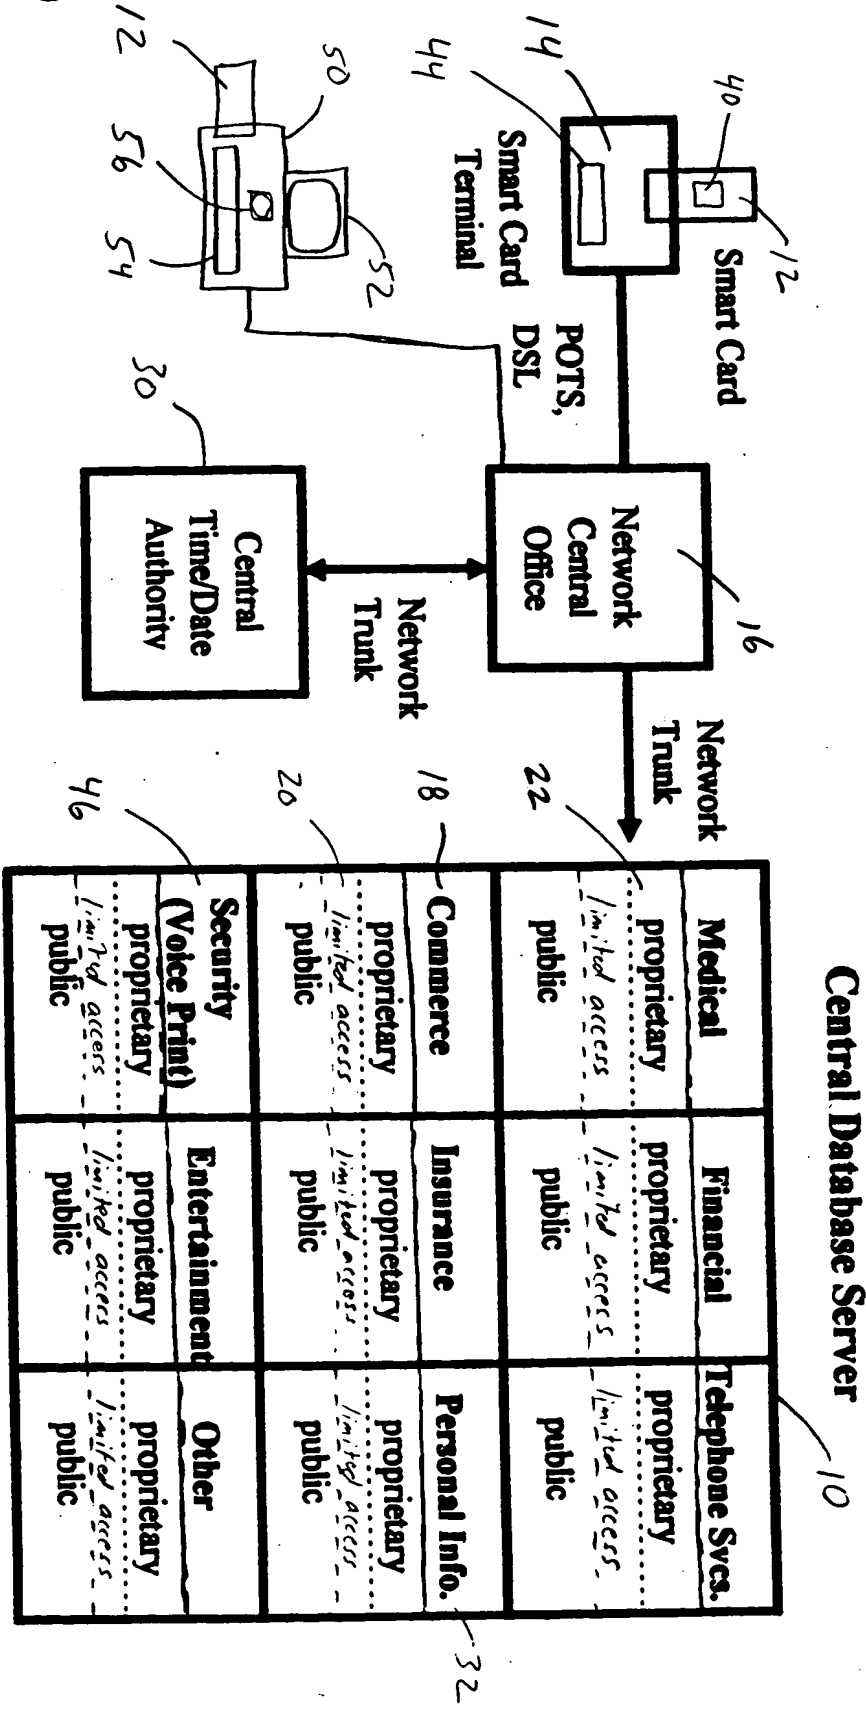 Central Database Server
10
Medical
proprietary
limited access
public
Financial
proprietary
limited access
public
Telephone Svcs.
proprietary
limited access
public
Commerce
proprietary
limited access
public
Insurance
proprietary
limited access
public
Personal Info.
proprietary
limited access
public
Security
(Voice Print)
proprietary
limited access
public
Entertainment
proprietary
limited access
public
Other
proprietary
limited access
public
22
18
20
46
32
Network
Trunk
16
Network
Central
Office
Network
Trunk
Central
Time/Date
Authority
30
POTS,
DSL
Smart Card
12
40
14
44
Smart Card
Terminal
50
12
56
54
52